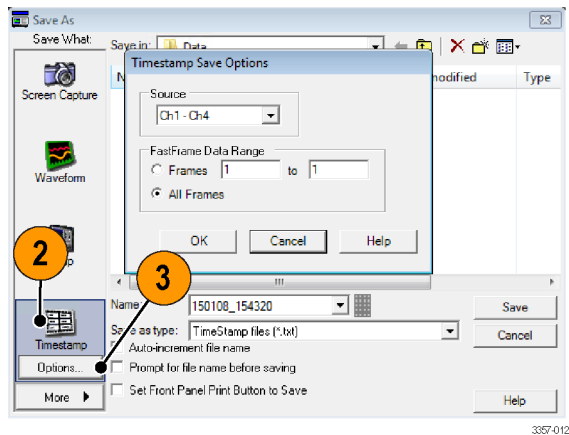 Save As
Save What:
Save in: Data
Timestamp Save Options
modified Type
Screen Capture
Source
Ch1 - Ch4
FastFrame Data Range
Frames 1 to 1
All Frames
Waveform
OK Cancel Help
2
3
Name: 150108_154320 Save
Save as type: TimeStamp files (*.txt) Cancel
Timestamp
Auto-increment file name
Options...
Prompt for file name before saving
More
Set Front Panel Print Button to Save
Help
3357-012